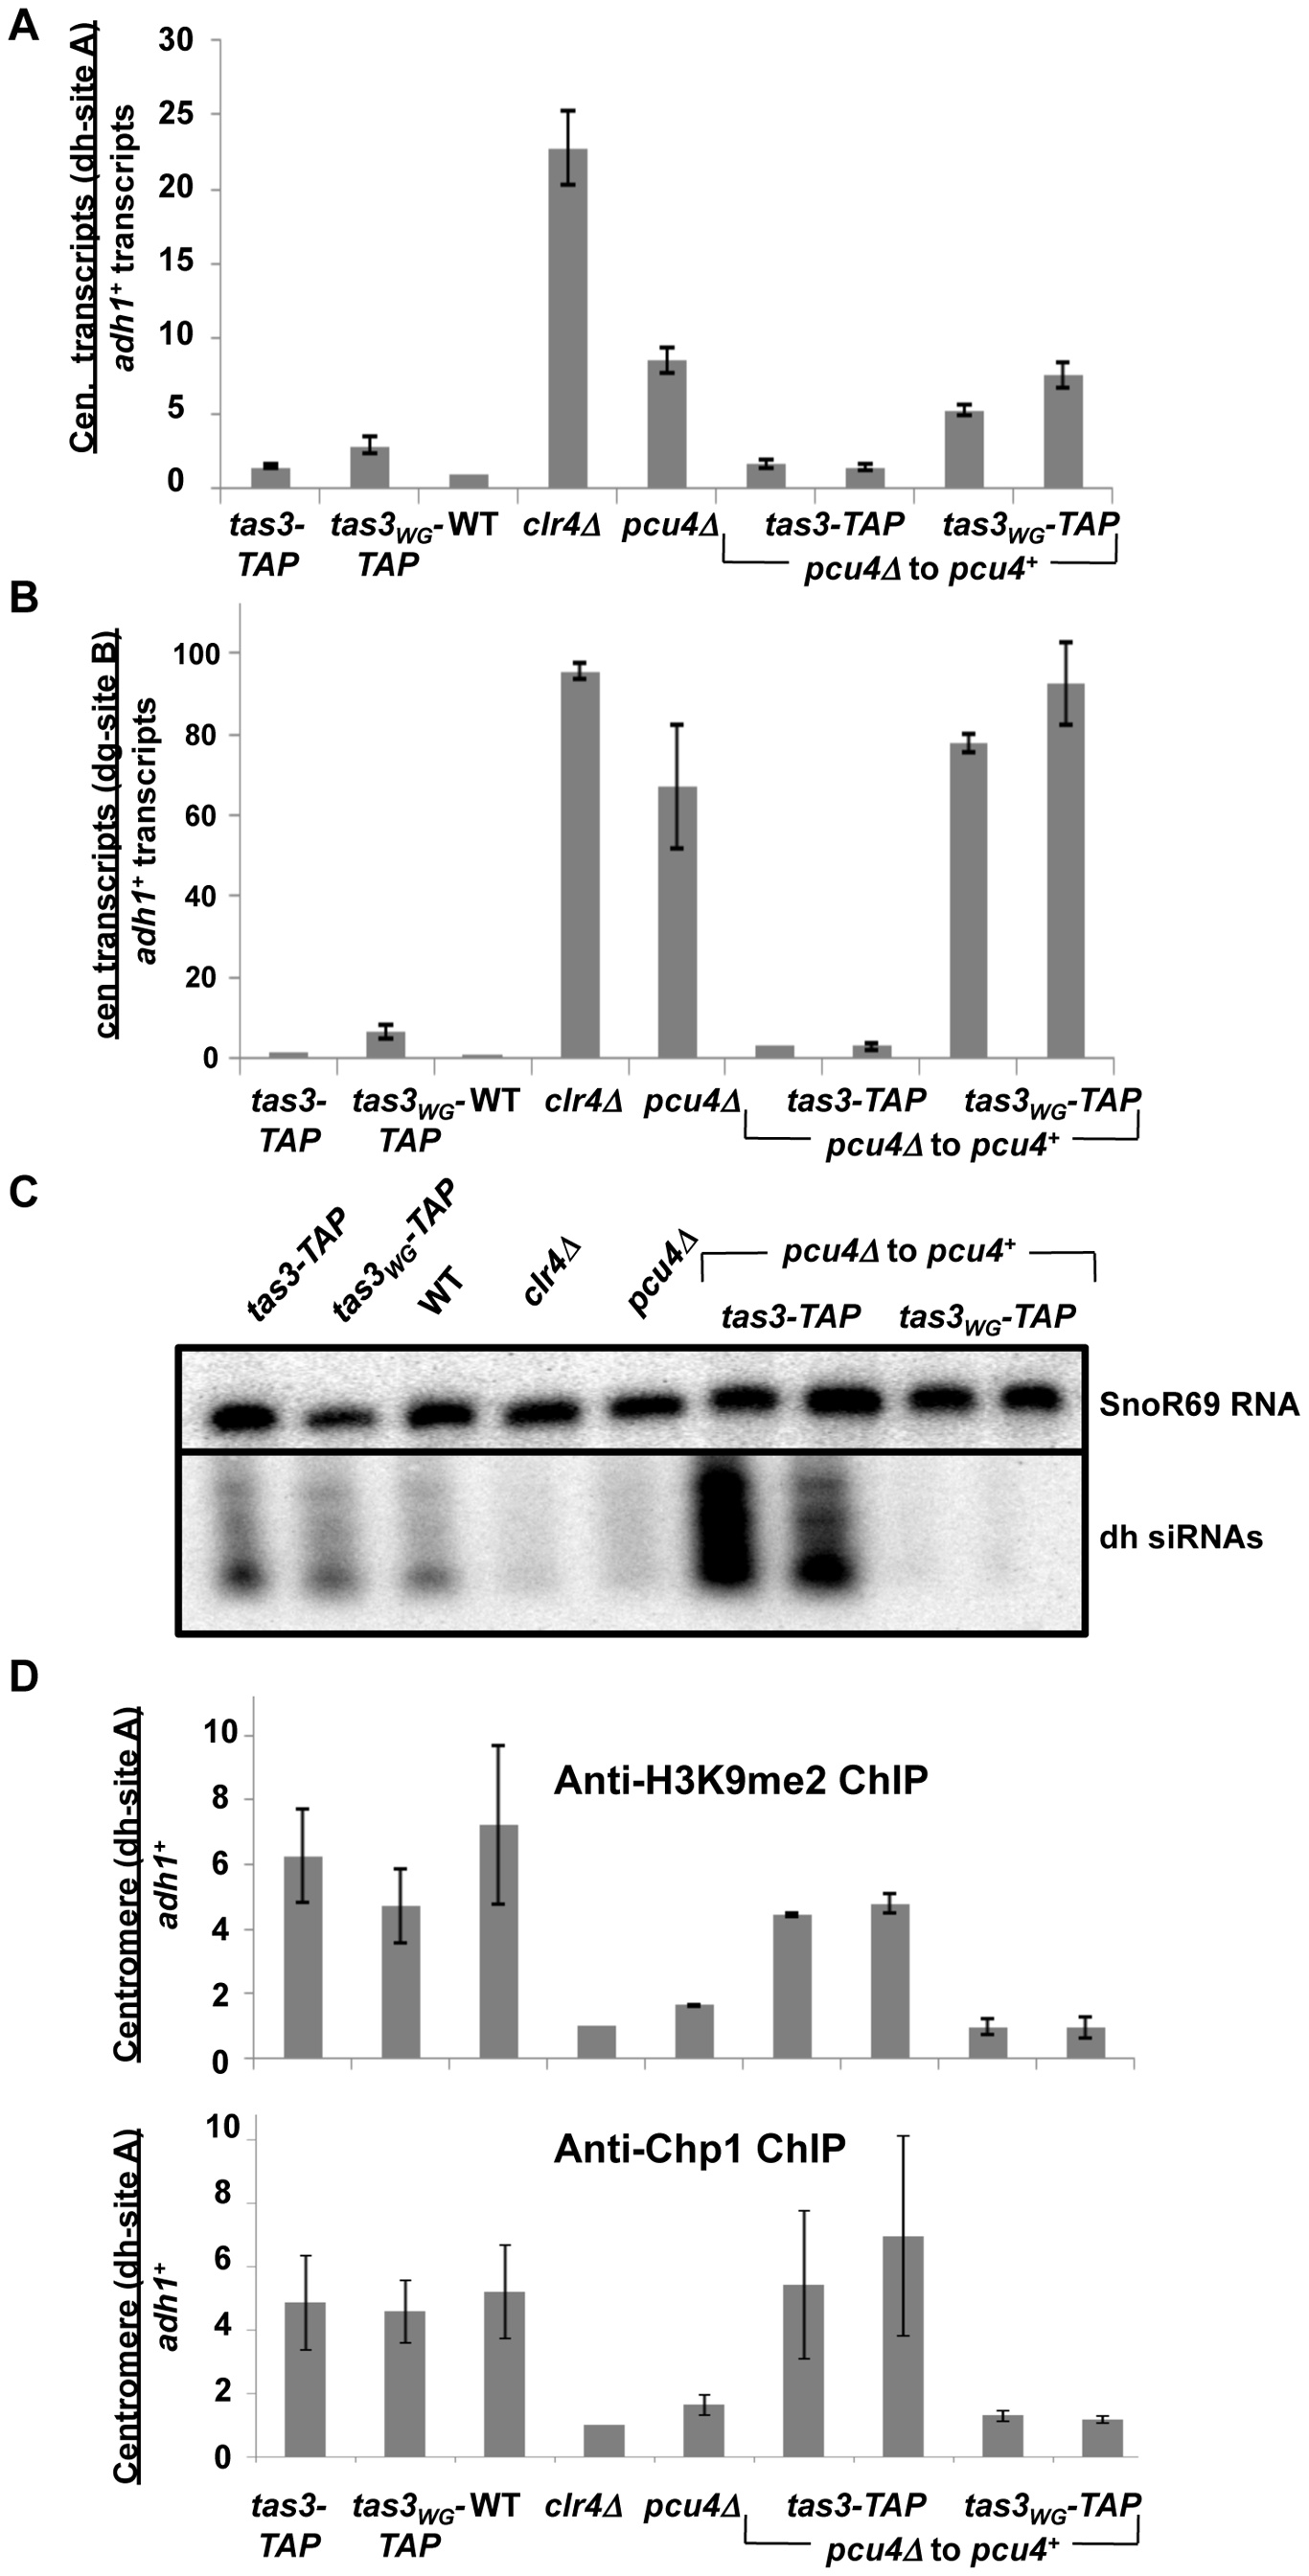 A
Cen. transcripts (dh-site A)
adh1+ transcripts
30
25
20
15
10
5
0
tas3-TAP
tas3WG-TAP
WT
clr4Δ
pcu4Δ
tas3-TAP
tas3WG-TAP
pcu4Δ to pcu4+
B
cen transcripts (dg-site B)
adh1+ transcripts
100
80
60
40
20
0
tas3-TAP
tas3WG-TAP
WT
clr4Δ
pcu4Δ
tas3-TAP
tas3WG-TAP
pcu4Δ to pcu4+
C
tas3-TAP
tas3WG-TAP
WT
clr4Δ
pcu4Δ
pcu4Δ to pcu4+
tas3-TAP
tas3WG-TAP
SnoR69 RNA
dh siRNAs
D
Centromere (dh-site A)
adh1+
10
8
6
4
2
0
Anti-H3K9me2 ChIP
Centromere (dh-site A)
adh1+
10
8
6
4
2
0
Anti-Chp1 ChIP
tas3-TAP
tas3WG-TAP
WT
clr4Δ
pcu4Δ
tas3-TAP
tas3WG-TAP
pcu4Δ to pcu4+